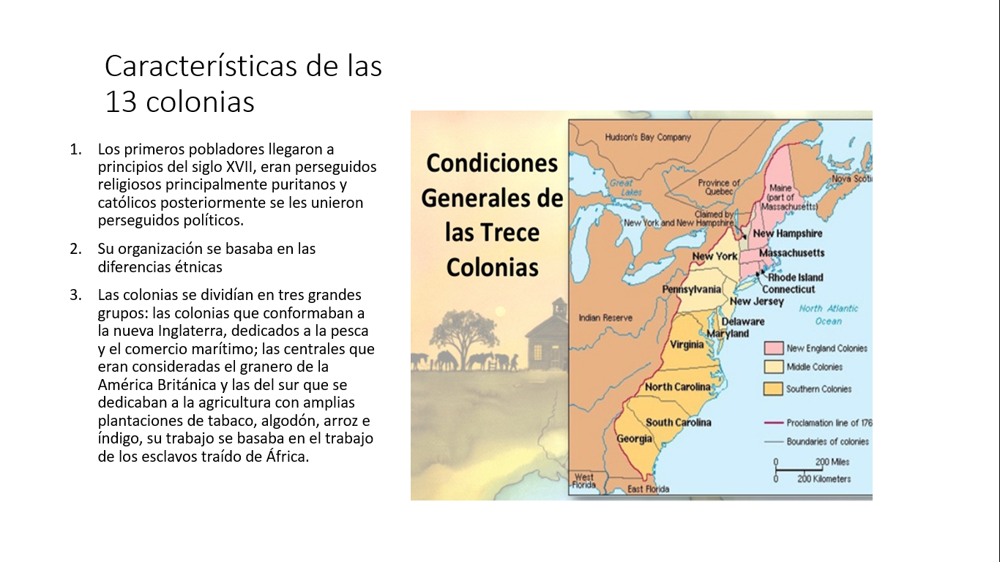 Características de las
13 colonias
1. Los primeros pobladores llegaron a
principios del siglo XVII, eran perseguidos
religiosos principalmente puritanos y
católicos posteriormente se les unieron
perseguidos políticos.
2. Su organización se basaba en las
diferencias étnicas
3. Las colonias se dividían en tres grandes
grupos: las colonias que conformaban a
la nueva Inglaterra, dedicados a la pesca
y el comercio marítimo; las centrales que
eran consideradas el granero de la
América Británica y las del sur que se
dedicaban a la agricultura con amplias
plantaciones de tabaco, algodón, arroz e
índigo, su trabajo se basaba en el trabajo
de los esclavos traído de África.
Condiciones
Generales de
las Trece
Colonias
Hudson's Bay Company
Great
Lakes
Province of
Quebec
Nova Scoti
Maine
(part of
Massachusetts)
Claimed by
New York and New Hampshire
New Hampshire
New York
Massachusetts
Rhode Island
Connecticut
Pennsylvania
New Jersey
North Atlantic
Ocean
Indian Reserve
Delaware
Maryland
Virginia
New England Colonies
Middle Colonies
North Carolina
Southern Colonies
South Carolina
Proclamation line of 176
Georgia
Boundaries of colonies
0 200 Miles
0 200 Kilometers
West
Florida
East Florida